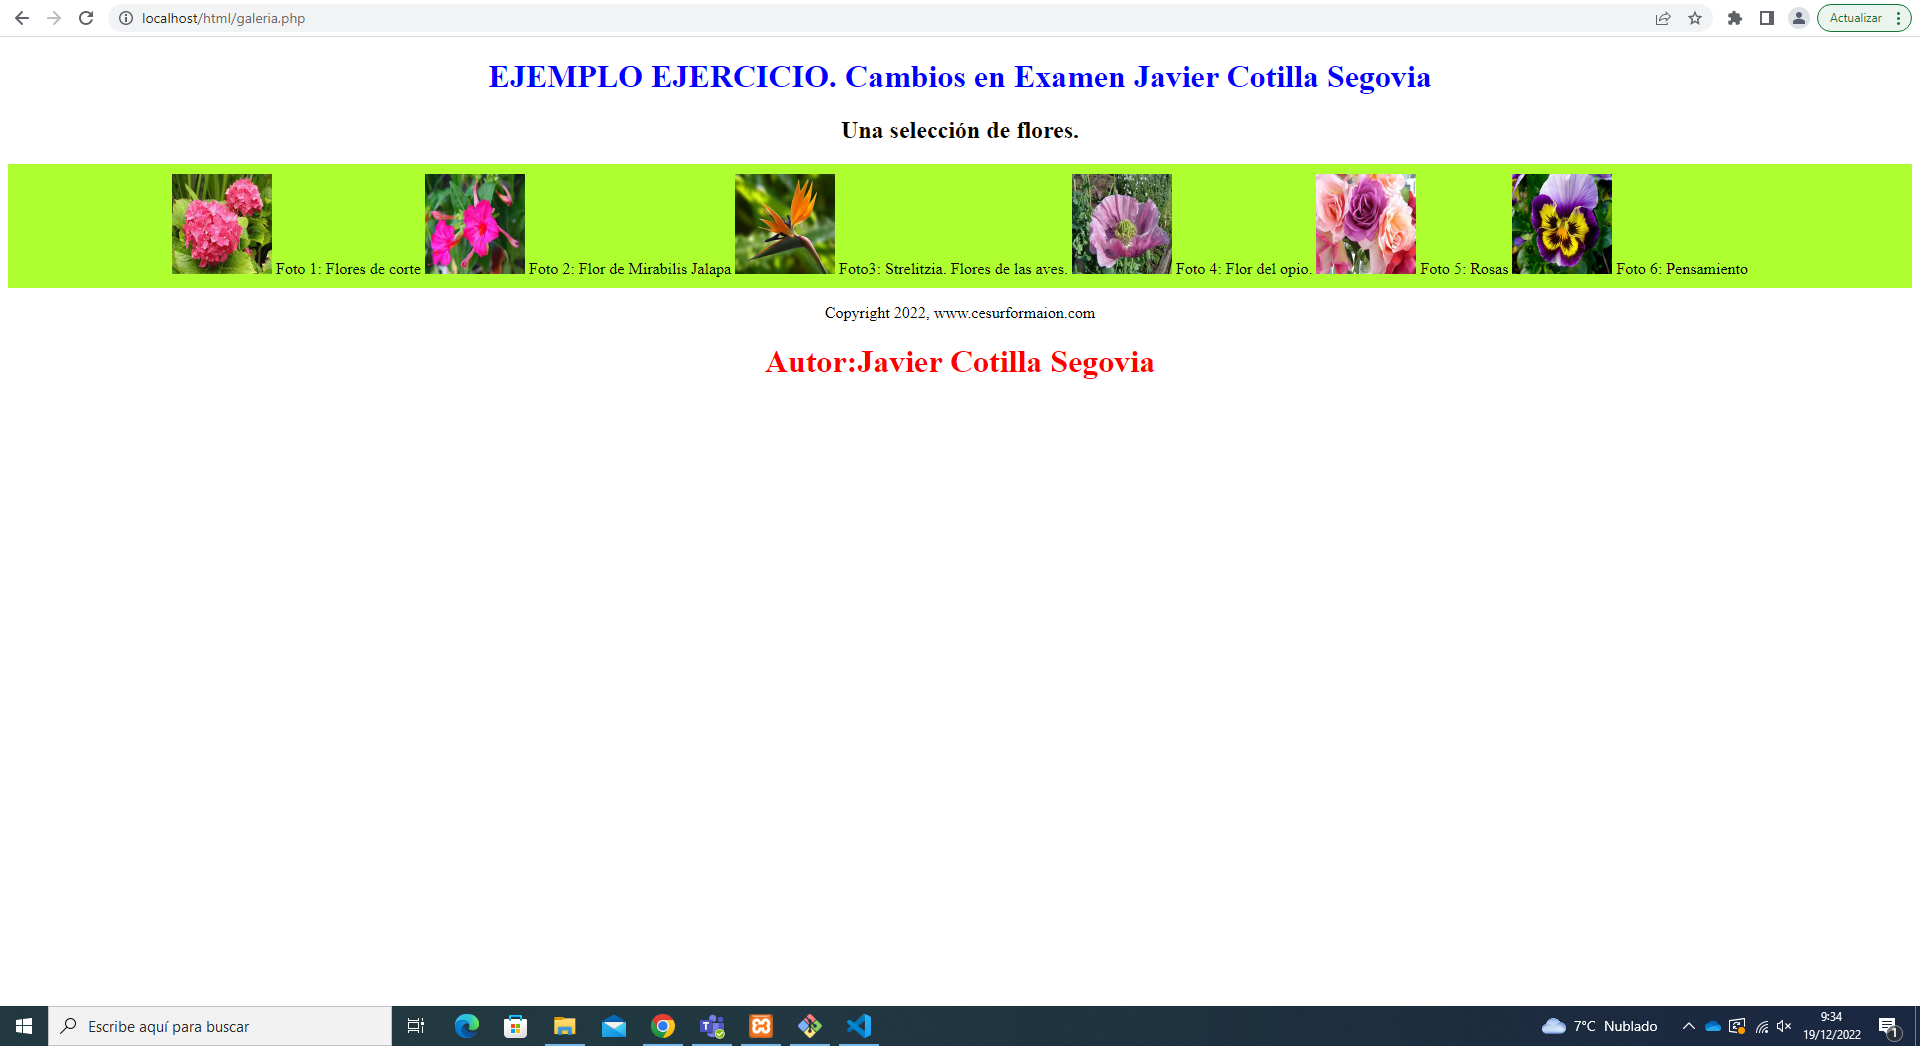 localhost/html/galeria.php
Actualizar
EJEMPLO EJERCICIO. Cambios en Examen Javier Cotilla Segovia
Una selección de flores.
Foto 1: Flores de corte Foto 2: Flor de Mirabilis Jalapa Foto3: Strelitzia. Flores de las aves. Foto 4: Flor del opio. Foto 5: Rosas Foto 6: Pensamiento
Copyright 2022, www.cesurformaion.com
Autor:Javier Cotilla Segovia
Escribe aquí para buscar
7°C Nublado
9:34
19/12/2022
1